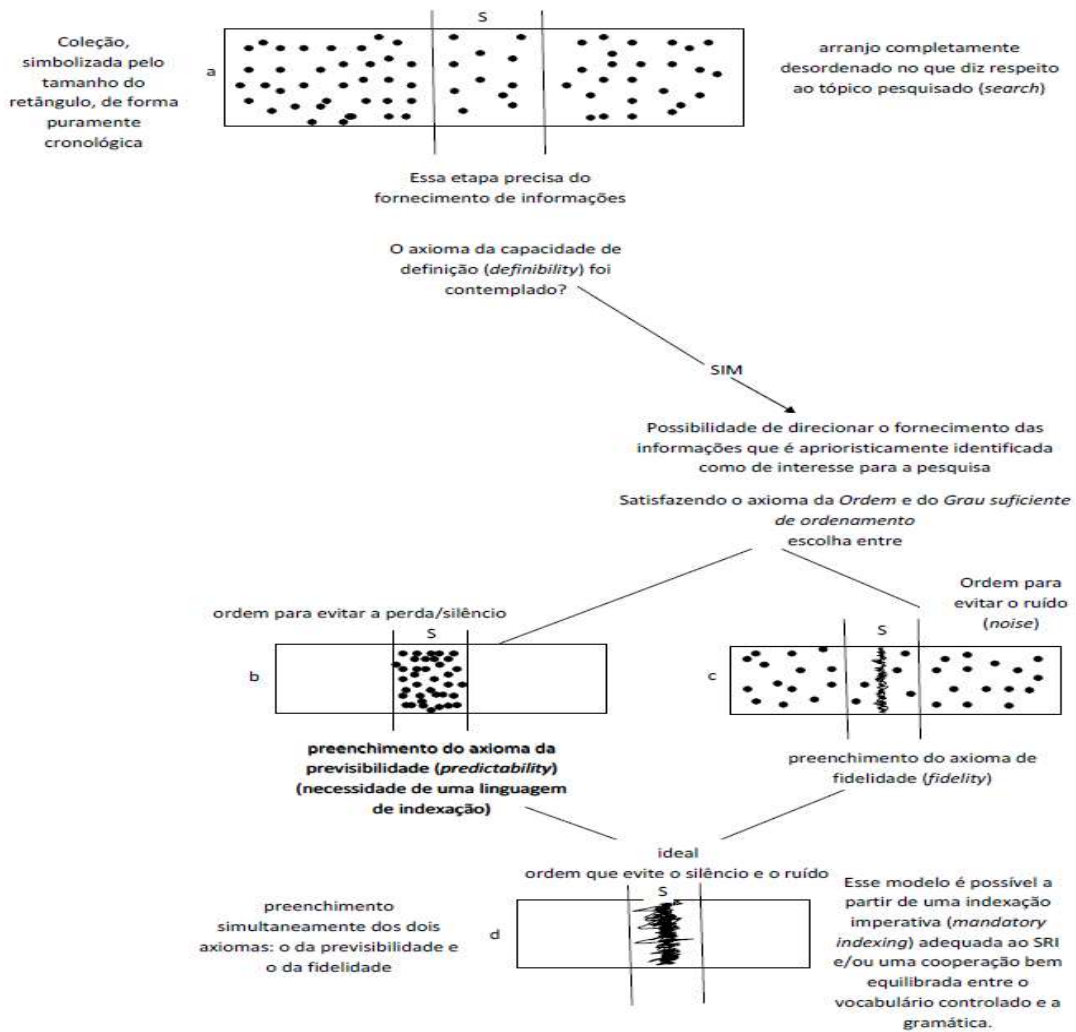 S
Coleção,
simbolizada pelo
tamanho do
retângulo, de forma
puramente
cronológica
a
arranjo completamente
desordenado no que diz respeito
ao tópico pesquisado (search)
Essa etapa precisa do
fornecimento de informações
O axioma da capacidade de
definição (definibility) foi
contemplado?
SIM
Possibilidade de direcionar o fornecimento das
informações que é aprioristicamente identificada
como de interesse para a pesquisa
Satisfazendo o axioma da Ordem e do Grau suficiente
de ordenamento
escolha entre
ordem para evitar a perda/silêncio
S
b
preenchimento do axioma da
previsibilidade (predictability)
(necessidade de uma linguagem
de indexação)
Ordem para
evitar o ruído
(noise)
S
c
preenchimento do axioma de
fidelidade (fidelity)
ideal
ordem que evite o silêncio e o ruído
S
preenchimento
simultaneamente dos dois
axiomas: o da previsibilidade e
o da fidelidade
d
Esse modelo é possível a
partir de uma indexação
imperativa (mandatory
indexing) adequada ao SRI
e/ou uma cooperação bem
equilibrada entre o
vocabulário controlado e a
gramática.